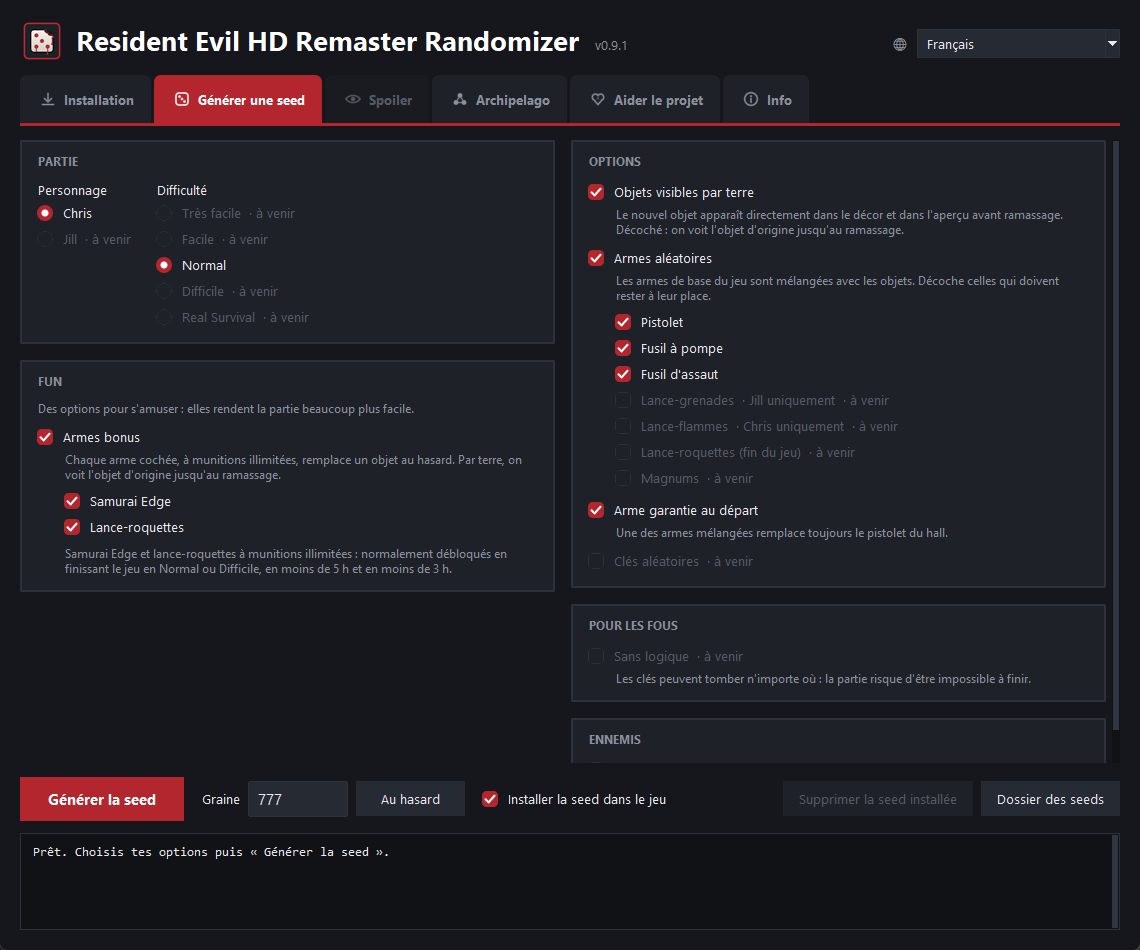 Resident Evil HD Remaster Randomizer v0.9.1
Français
Installation
Générer une seed
Spoiler
Archipelago
Aider le projet
Info
PARTIE
Personnage
Chris
Jill · à venir
Difficulté
Très facile · à venir
Facile · à venir
Normal
Difficile · à venir
Real Survival · à venir
FUN
Des options pour s'amuser : elles rendent la partie beaucoup plus facile.
Armes bonus
Chaque arme cochée, à munitions illimitées, remplace un objet au hasard. Par terre, on
voit l'objet d'origine jusqu'au ramassage.
Samurai Edge
Lance-roquettes
Samurai Edge et lance-roquettes à munitions illimitées : normalement débloqués en
finissant le jeu en Normal ou Difficile, en moins de 5 h et en moins de 3 h.
OPTIONS
Objets visibles par terre
Le nouvel objet apparaît directement dans le décor et dans l'aperçu avant ramassage.
Décoché : on voit l'objet d'origine jusqu'au ramassage.
Armes aléatoires
Les armes de base du jeu sont mélangées avec les objets. Décoche celles qui doivent
rester à leur place.
Pistolet
Fusil à pompe
Fusil d'assaut
Lance-grenades · Jill uniquement · à venir
Lance-flammes · Chris uniquement · à venir
Lance-roquettes (fin du jeu) · à venir
Magnums · à venir
Arme garantie au départ
Une des armes mélangées remplace toujours le pistolet du hall.
Clés aléatoires · à venir
POUR LES FOUS
Sans logique · à venir
Les clés peuvent tomber n'importe où : la partie risque d'être impossible à finir.
ENNEMIS
Générer la seed
Graine
777
Au hasard
Installer la seed dans le jeu
Supprimer la seed installée
Dossier des seeds
Prêt. Choisis tes options puis « Générer la seed ».